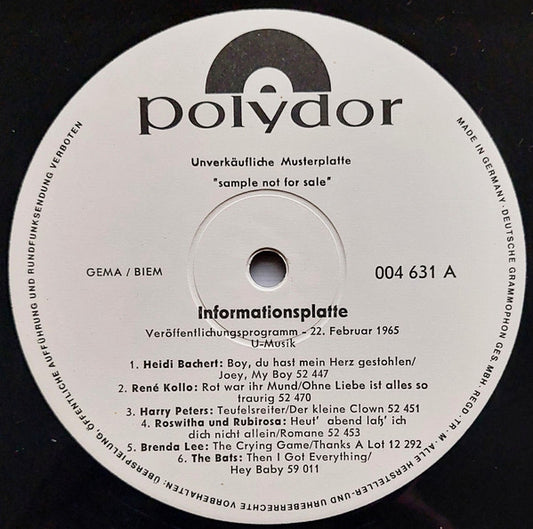 polydor
Unverkäufliche Musterplatte
"sample not for sale"
GEMA / BIEM
004 631 A
Informationsplatte
Veröffentlichungsprogramm – 22. Februar 1965
U-Musik
1. Heidi Bachert: Boy, du hast mein Herz gestohlen/
Joey, My Boy 52 447
2. René Kollo: Rot war ihr Mund/Ohne Liebe ist alles so
traurig 52 470
3. Harry Peters: Teufelsreiter/Der kleine Clown 52 451
4. Roswitha und Rubirosa: Heut' abend laß' ich
dich nicht allein/Romane 52 453
5. Brenda Lee: The Crying Game/Thanks A Lot 12 292
6. The Bats: Then I Got Everything/
Hey Baby 59 011
MADE IN GERMANY · DEUTSCHE GRAMMOPHON GES. MBH · REGD · TR · M · ALLE HERSTELLER- UND URHEBERRECHTE VORBEHALTEN: ÜBERSPIELUNG, ÖFFENTLICHE AUFFÜHRUNG UND RUNDFUNKSENDUNG VERBOTEN